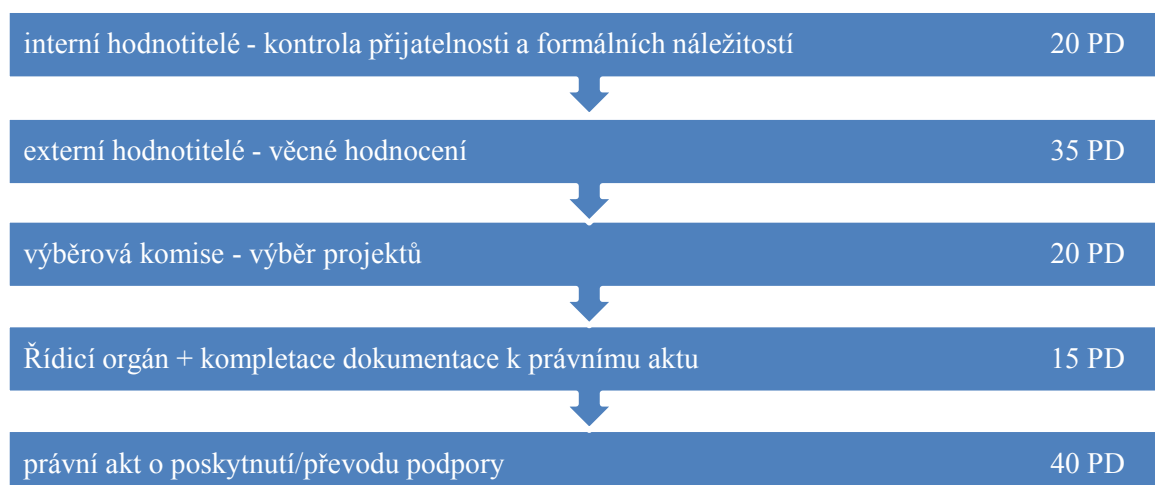 interní hodnotitelé - kontrola přijatelnosti a formálních náležitostí 20 PD
externí hodnotitelé - věcné hodnocení 35 PD
výběrová komise - výběr projektů 20 PD
Řídicí orgán + kompletace dokumentace k právnímu aktu 15 PD
právní akt o poskytnutí/převodu podpory 40 PD